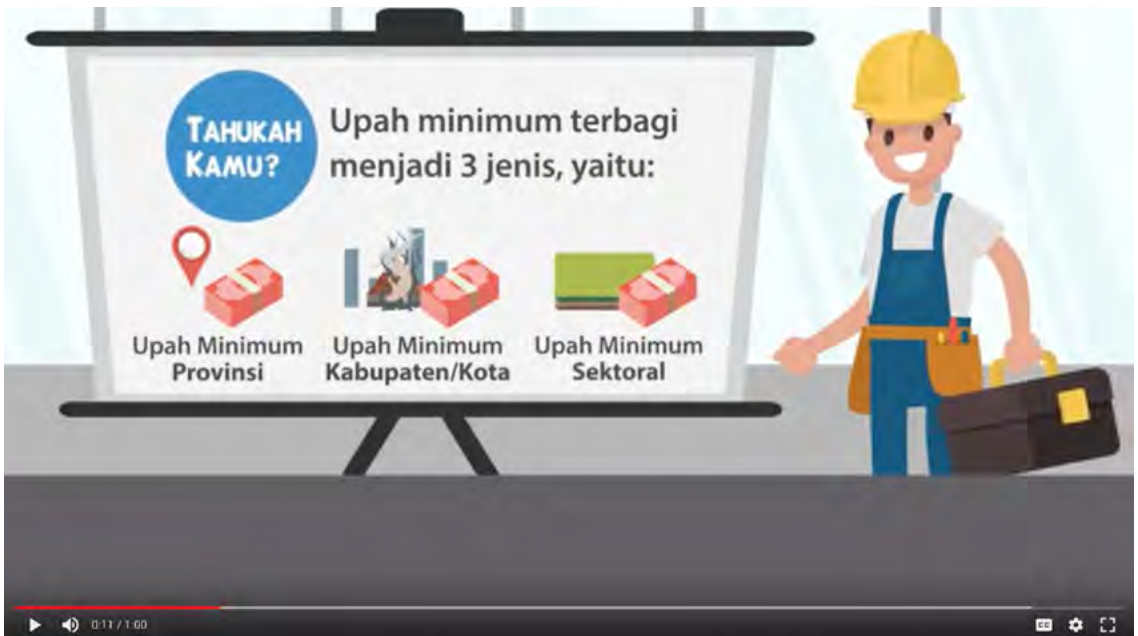 TAHUKAH
KAMU?
Upah minimum terbagi
menjadi 3 jenis, yaitu:
Upah Minimum
Provinsi
Upah Minimum
Kabupaten/Kota
Upah Minimum
Sektoral
0:11 / 1:00
CC